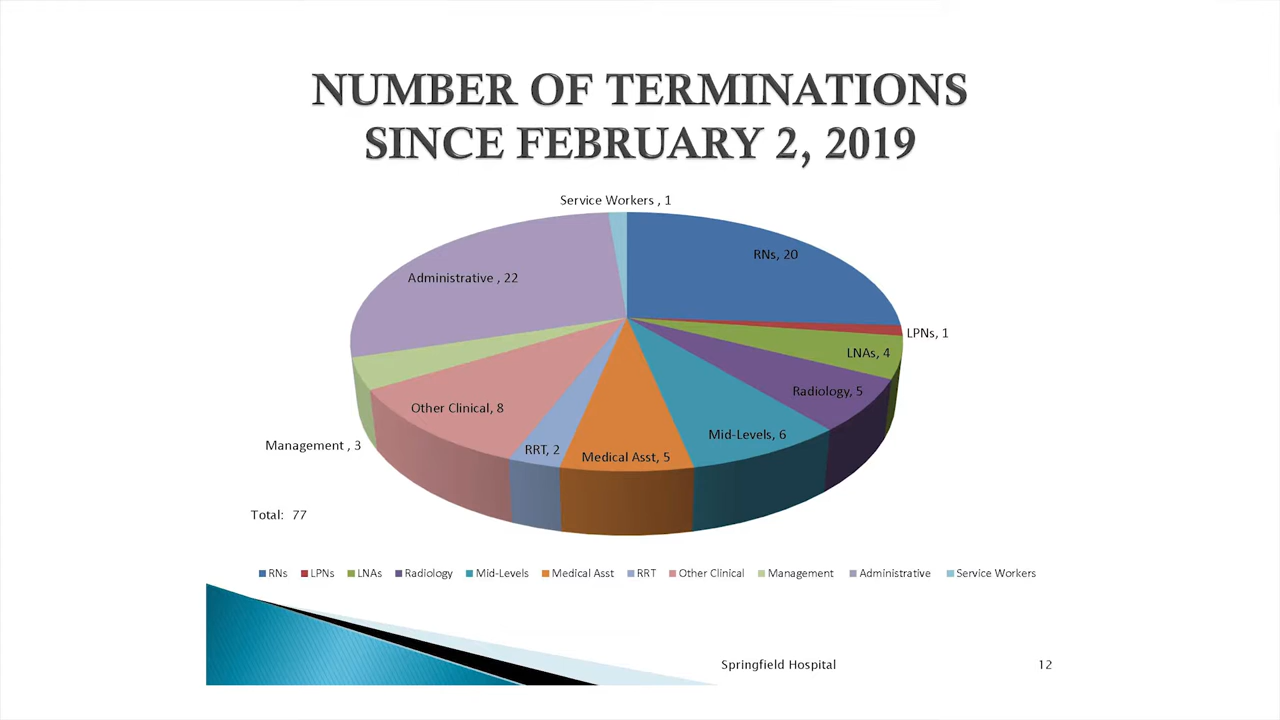 NUMBER OF TERMINATIONS
SINCE FEBRUARY 2, 2019
Service Workers , 1
RNs, 20
Administrative , 22
LPNs, 1
LNAs, 4
Radiology, 5
Other Clinical, 8
Mid-Levels, 6
Management , 3
RRT, 2
Medical Asst, 5
Total: 77
RNs LPNs LNAs Radiology Mid-Levels Medical Asst RRT Other Clinical Management Administrative Service Workers
Springfield Hospital 12